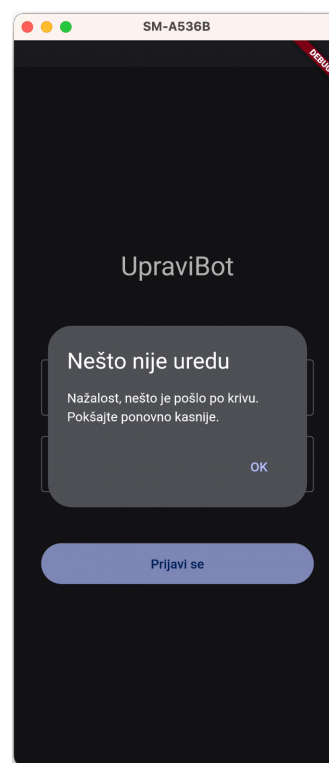 SM-A536B
DEBUG
UpraviBot
Nešto nije uredu
Nažalost, nešto je pošlo po krivu.
Pokšajte ponovno kasnije.
OK
Prijavi se